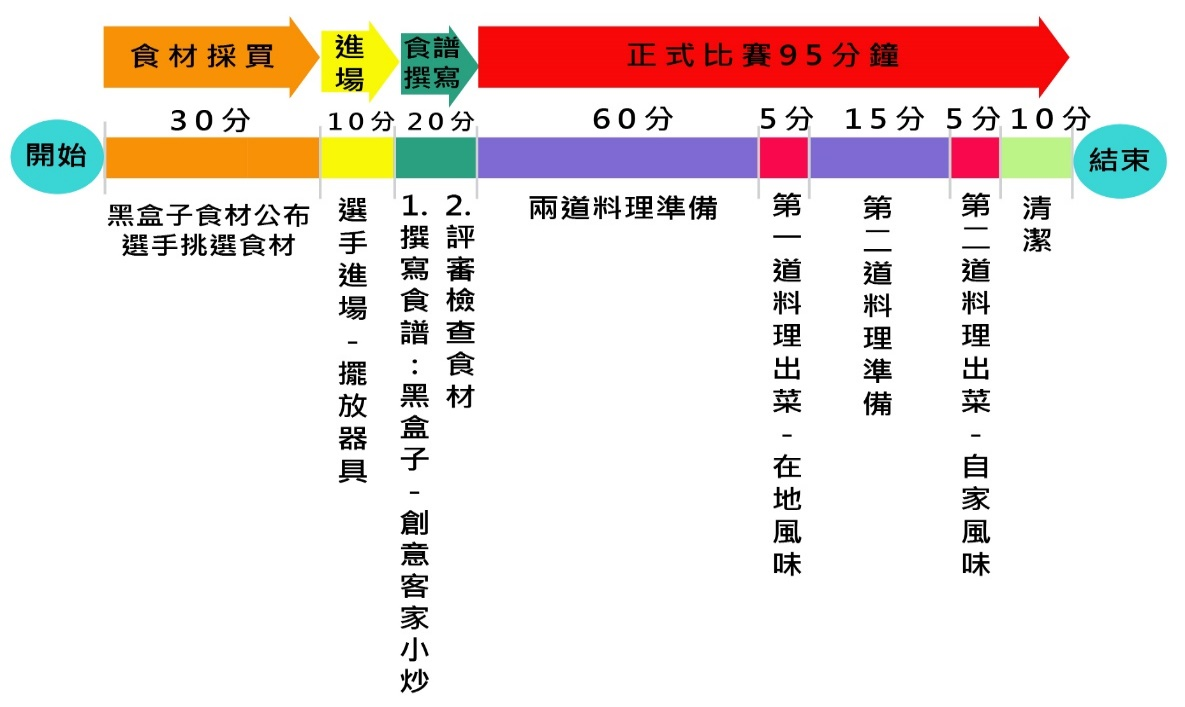 食材採買
進場
食譜
撰寫
正式比賽95分鐘
30分
10分
20分
60分
5分
15分
5分
10分
開始
結束
黑盒子食材公布
選手挑選食材
選手進場-擺放器具
1.撰寫食譜:黑盒子-創意客家小炒
2.評審檢查食材
兩道料理準備
第一道料理出菜-在地風味
第二道料理準備
第二道料理出菜-自家風味
清潔